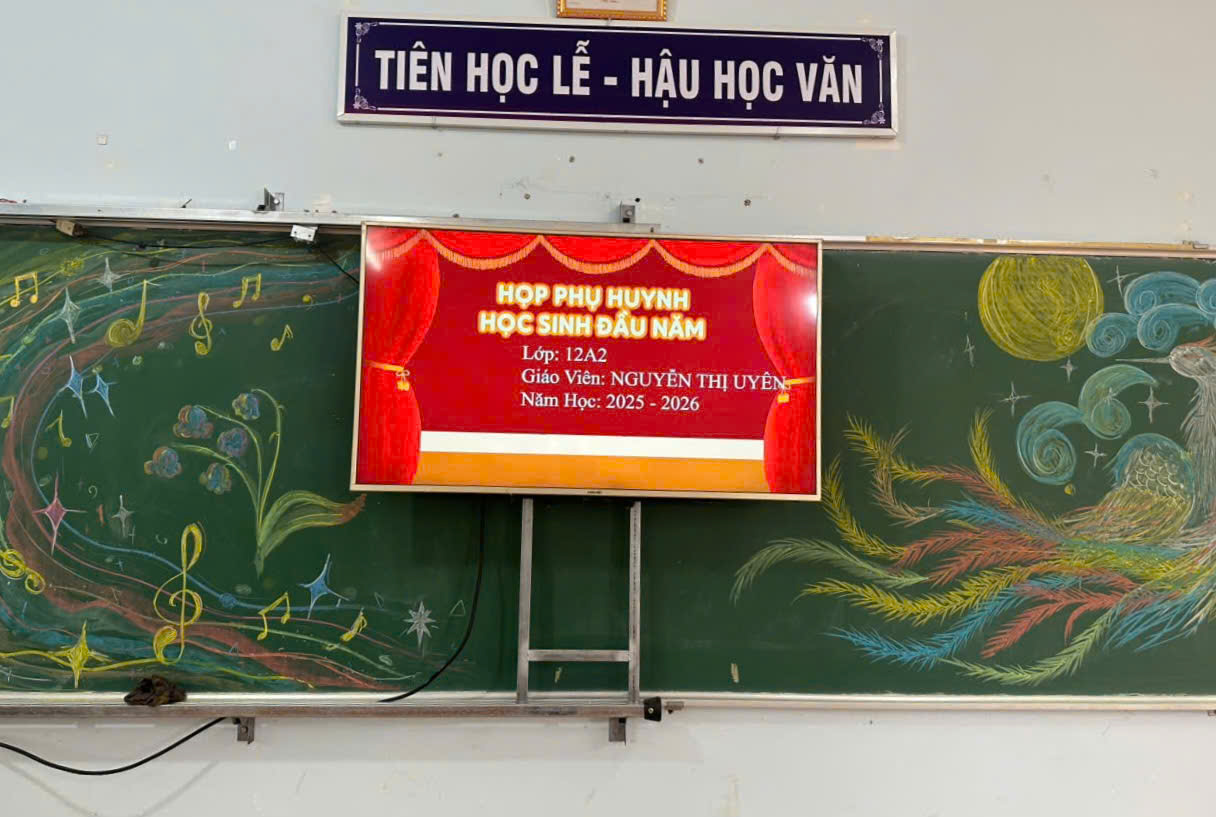 TIÊN HỌC LỄ - HẬU HỌC VĂN
HỌP PHỤ HUYNH
HỌC SINH ĐẦU NĂM
Lớp: 12A2
Giáo Viên: NGUYỄN THỊ UYÊN
Năm Học: 2025 - 2026